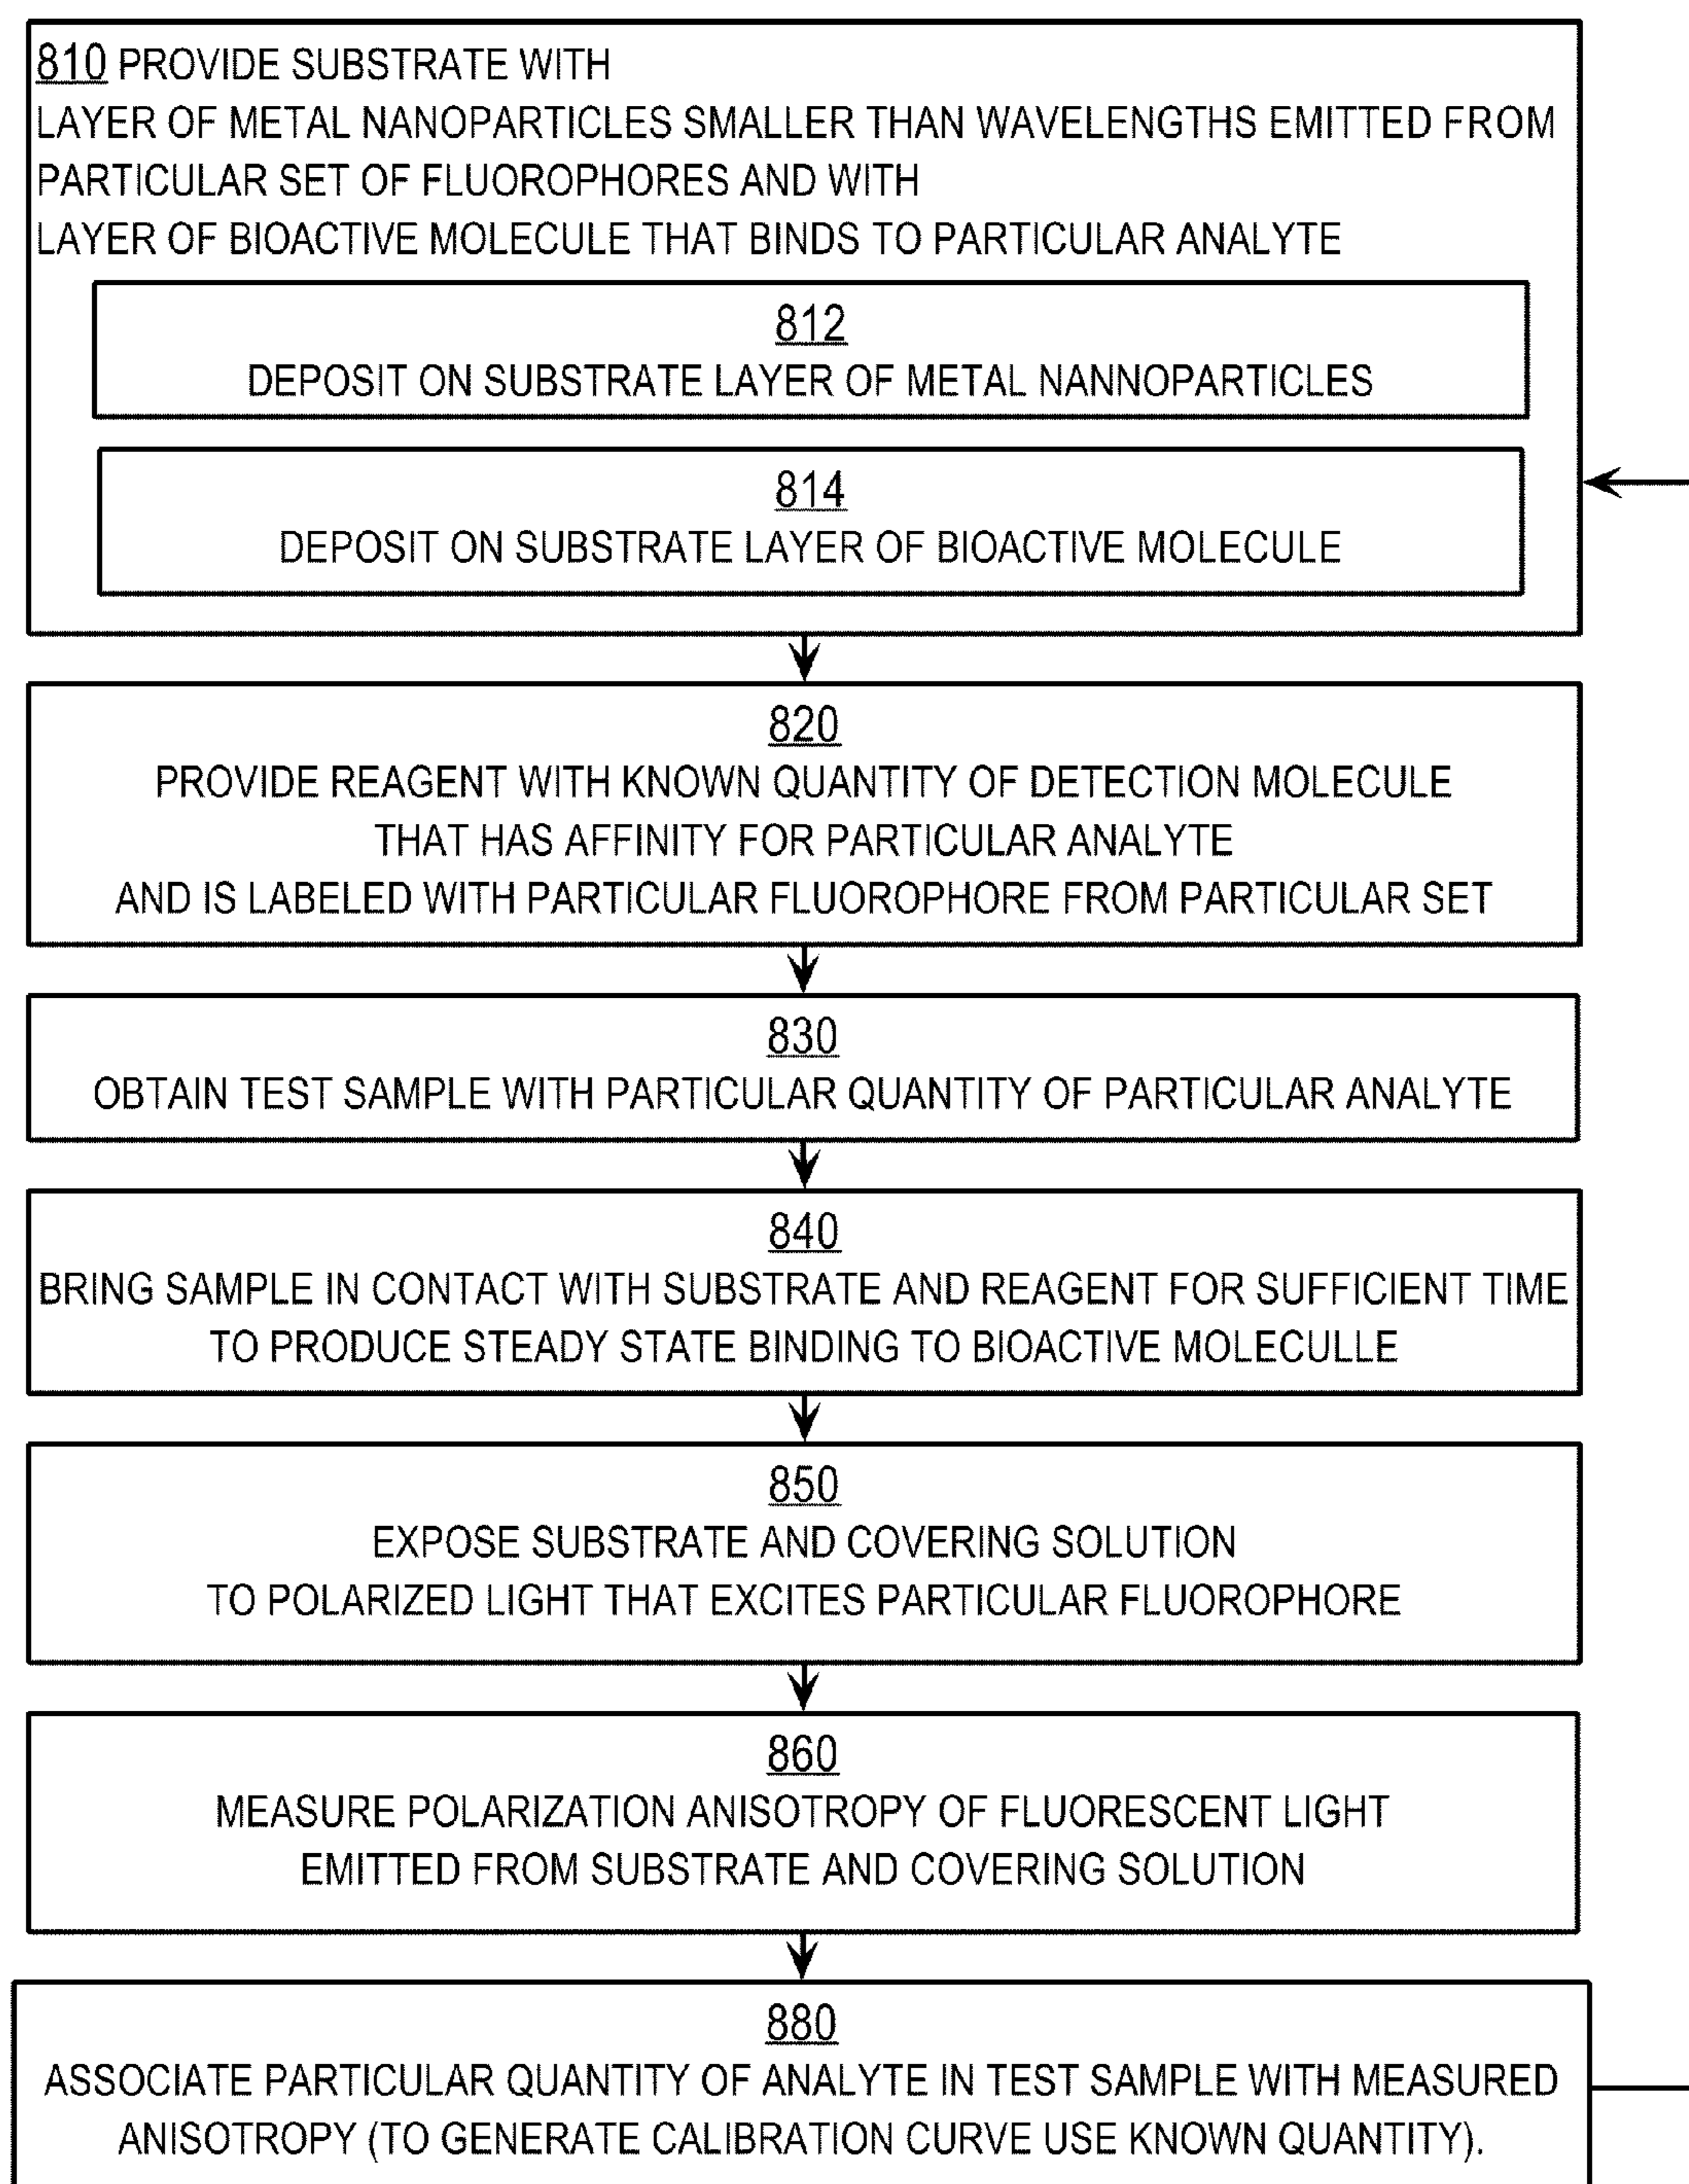 810 PROVIDE SUBSTRATE WITH
LAYER OF METAL NANOPARTICLES SMALLER THAN WAVELENGTHS EMITTED FROM
PARTICULAR SET OF FLUOROPHORES AND WITH
LAYER OF BIOACTIVE MOLECULE THAT BINDS TO PARTICULAR ANALYTE
812
DEPOSIT ON SUBSTRATE LAYER OF METAL NANNOPARTICLES
814
DEPOSIT ON SUBSTRATE LAYER OF BIOACTIVE MOLECULE
820
PROVIDE REAGENT WITH KNOWN QUANTITY OF DETECTION MOLECULE
THAT HAS AFFINITY FOR PARTICULAR ANALYTE
AND IS LABELED WITH PARTICULAR FLUOROPHORE FROM PARTICULAR SET
830
OBTAIN TEST SAMPLE WITH PARTICULAR QUANTITY OF PARTICULAR ANALYTE
840
BRING SAMPLE IN CONTACT WITH SUBSTRATE AND REAGENT FOR SUFFICIENT TIME
TO PRODUCE STEADY STATE BINDING TO BIOACTIVE MOLECULLE
850
EXPOSE SUBSTRATE AND COVERING SOLUTION
TO POLARIZED LIGHT THAT EXCITES PARTICULAR FLUOROPHORE
860
MEASURE POLARIZATION ANISOTROPY OF FLUORESCENT LIGHT
EMITTED FROM SUBSTRATE AND COVERING SOLUTION
880
ASSOCIATE PARTICULAR QUANTITY OF ANALYTE IN TEST SAMPLE WITH MEASURED
ANISOTROPY (TO GENERATE CALIBRATION CURVE USE KNOWN QUANTITY).